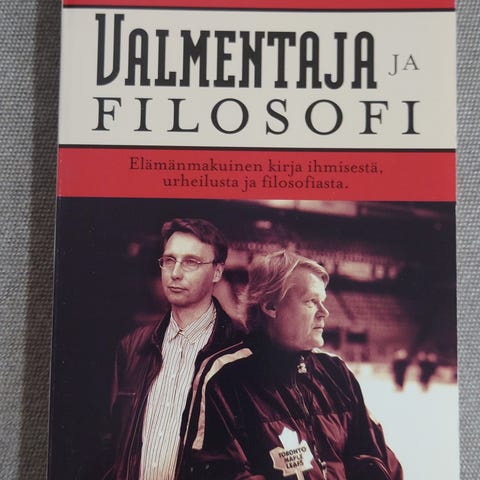 VALMENTAJA JA
FILOSOFI
Elämänmakuinen kirja ihmisestä,
urheilusta ja filosofiasta.
TORONTO
MAPLE
LEAFS